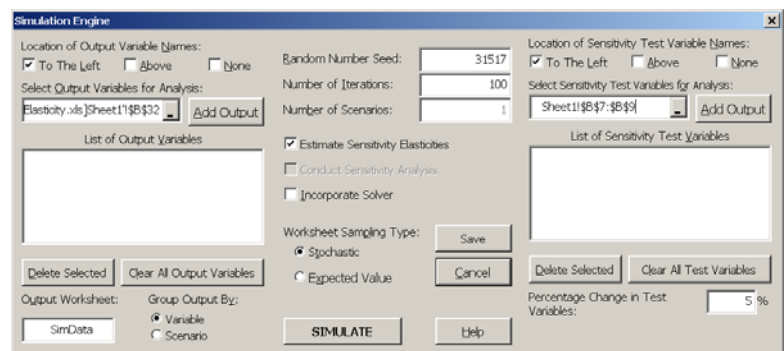 Simulation Engine
Location of Output Variable Names:
To The Left Above None
Select Output Variables for Analysis:
Elasticity.xls]Sheet1'!$B$32 _ Add Output
List of Output Variables
Delete Selected Clear All Output Variables
Output Worksheet:
SimData
Group Output By:
Variable
Scenario
Random Number Seed: 31517
Number of Iterations: 100
Number of Scenarios: 1
Estimate Sensitivity Elasticities
Conduct Sensitivity Analysis
Incorporate Solver
Worksheet Sampling Type:
Stochastic
Expected Value
Save
Cancel
SIMULATE Help
Location of Sensitivity Test Variable Names:
To The Left Above None
Select Sensitivity Test Variables for Analysis:
Sheet1!$B$7:$B$9 _ Add Output
List of Sensitivity Test Variables
Delete Selected Clear All Test Variables
Percentage Change in Test
Variables: 5 %